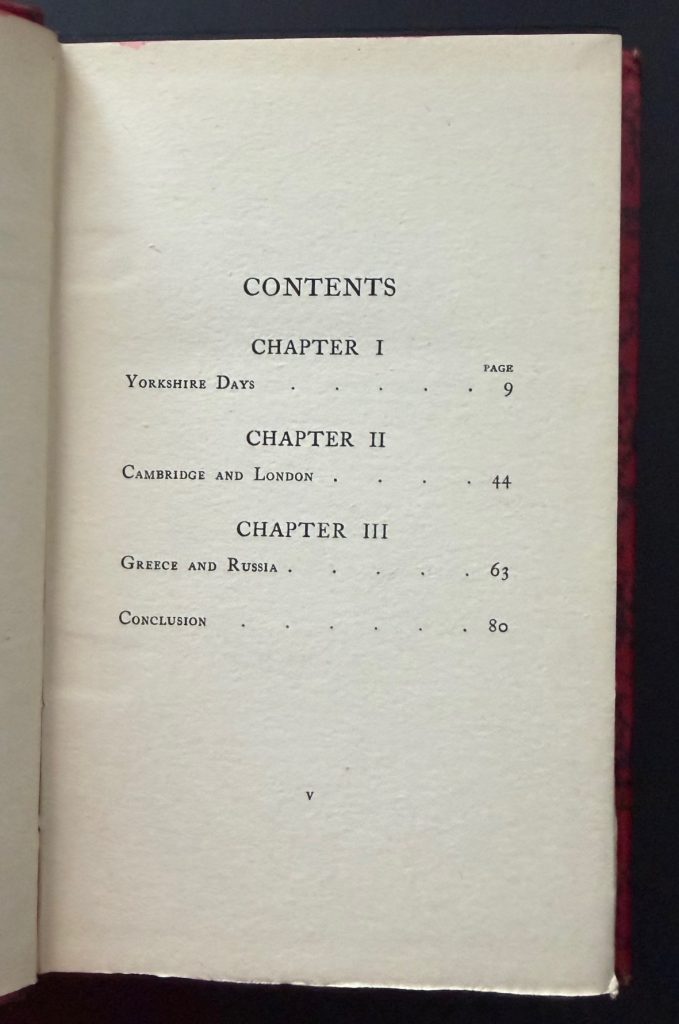 CONTENTS
CHAPTER I
PAGE
Yorkshire Days . . . . . 9
CHAPTER II
Cambridge and London . . . . 44
CHAPTER III
Greece and Russia . . . . . 63
Conclusion . . . . . . 80
v